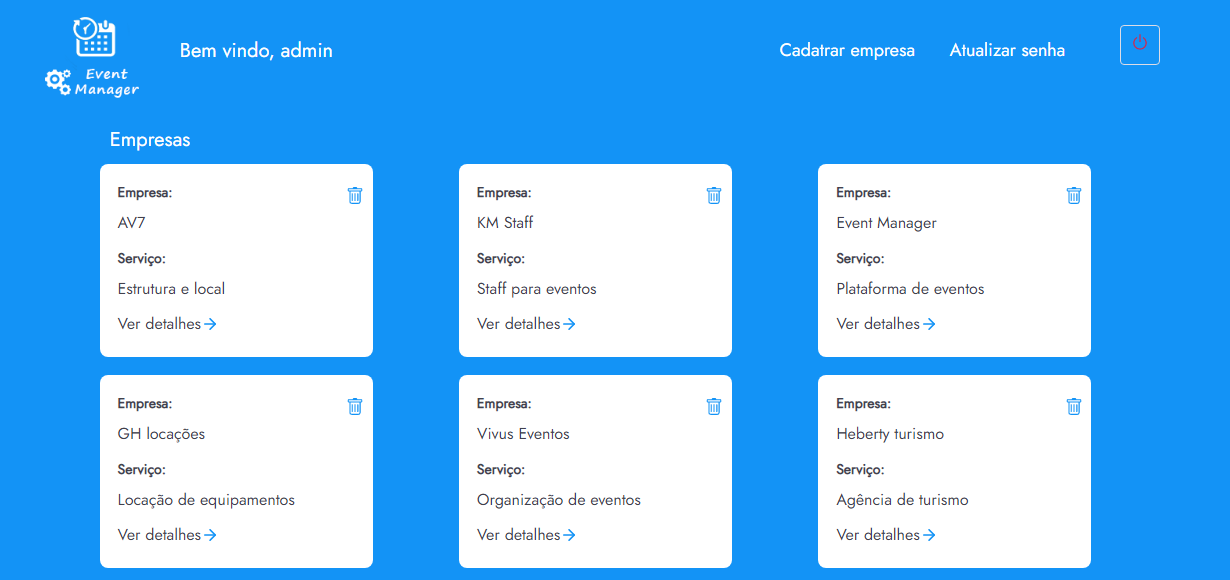 Event
Manager
Bem vindo, admin
Cadatrar empresa
Atualizar senha
Empresas
Empresa:
AV7
Serviço:
Estrutura e local
Ver detalhes
Empresa:
KM Staff
Serviço:
Staff para eventos
Ver detalhes
Empresa:
Event Manager
Serviço:
Plataforma de eventos
Ver detalhes
Empresa:
GH locações
Serviço:
Locação de equipamentos
Ver detalhes
Empresa:
Vivus Eventos
Serviço:
Organização de eventos
Ver detalhes
Empresa:
Heberty turismo
Serviço:
Agência de turismo
Ver detalhes